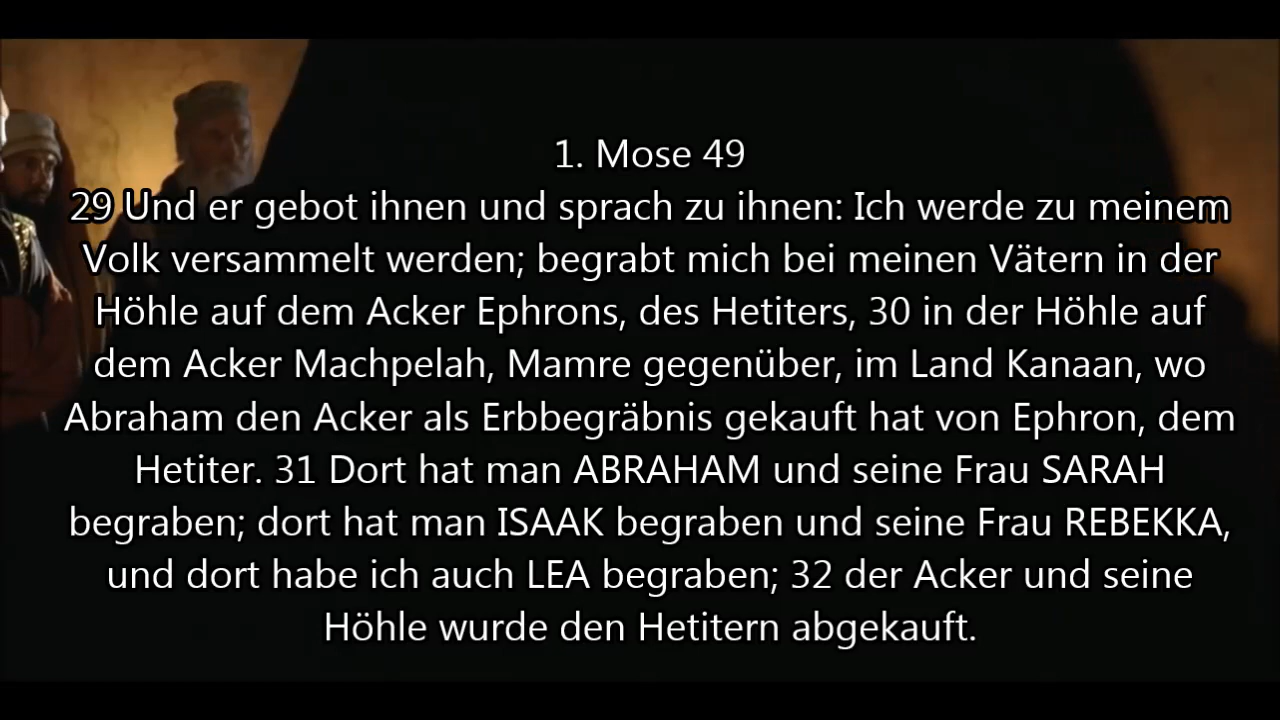 1. Mose 49
29 Und er gebot ihnen und sprach zu ihnen: Ich werde zu meinem
Volk versammelt werden; begrabt mich bei meinen Vätern in der
Höhle auf dem Acker Ephrons, des Hetiters, 30 in der Höhle auf
dem Acker Machpelah, Mamre gegenüber, im Land Kanaan, wo
Abraham den Acker als Erbbegräbnis gekauft hat von Ephron, dem
Hetiter. 31 Dort hat man ABRAHAM und seine Frau SARAH
begraben; dort hat man ISAAK begraben und seine Frau REBEKKA,
und dort habe ich auch LEA begraben; 32 der Acker und seine
Höhle wurde den Hetitern abgekauft.